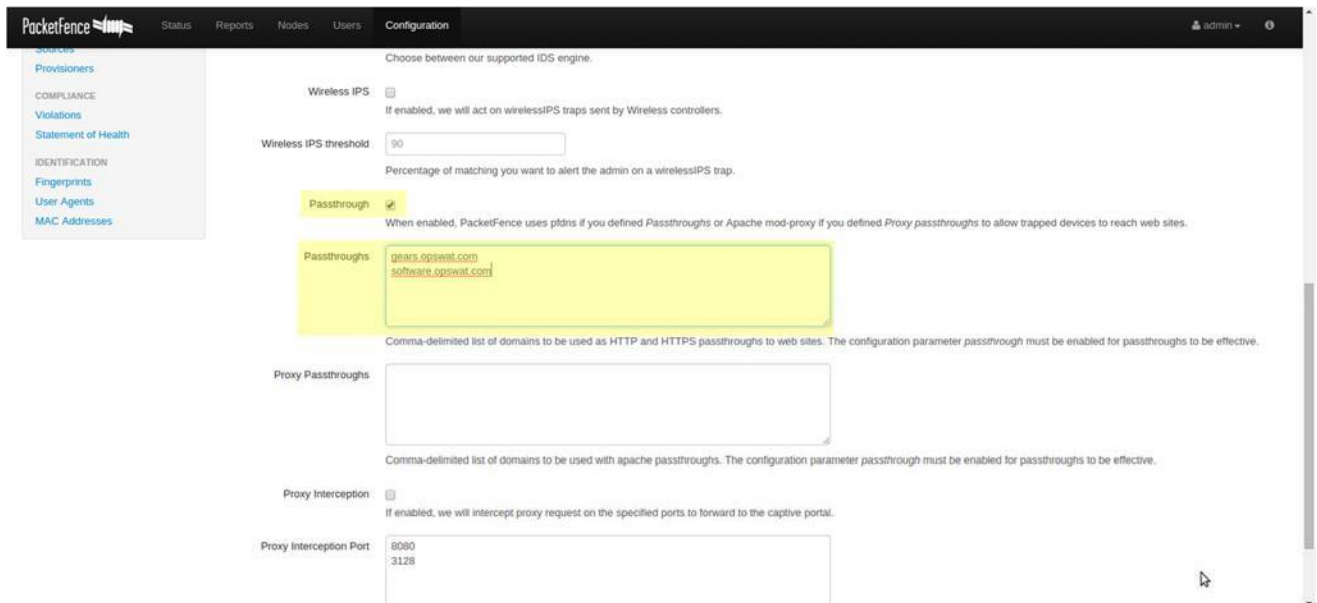 PacketFence Status Reports Nodes Users Configuration admin
Sources
Provisioners
COMPLIANCE
Violations
Statement of Health
IDENTIFICATION
Fingerprints
User Agents
MAC Addresses
Choose between our supported IDS engine.
Wireless IPS
If enabled, we will act on wirelessIPS traps sent by Wireless controllers.
Wireless IPS threshold 90
Percentage of matching you want to alert the admin on a wirelessIPS trap.
Passthrough
When enabled, PacketFence uses pfdns if you defined Passthroughs or Apache mod-proxy if you defined Proxy passthroughs to allow trapped devices to reach web sites.
Passthroughs gears.opswat.com
software.opswat.com
Comma-delimited list of domains to be used as HTTP and HTTPS passthroughs to web sites. The configuration parameter passthrough must be enabled for passthroughs to be effective.
Proxy Passthroughs
Comma-delimited list of domains to be used with apache passthroughs. The configuration parameter passthrough must be enabled for passthroughs to be effective.
Proxy Interception
If enabled, we will intercept proxy request on the specified ports to forward to the captive portal.
Proxy Interception Port 8080
3128